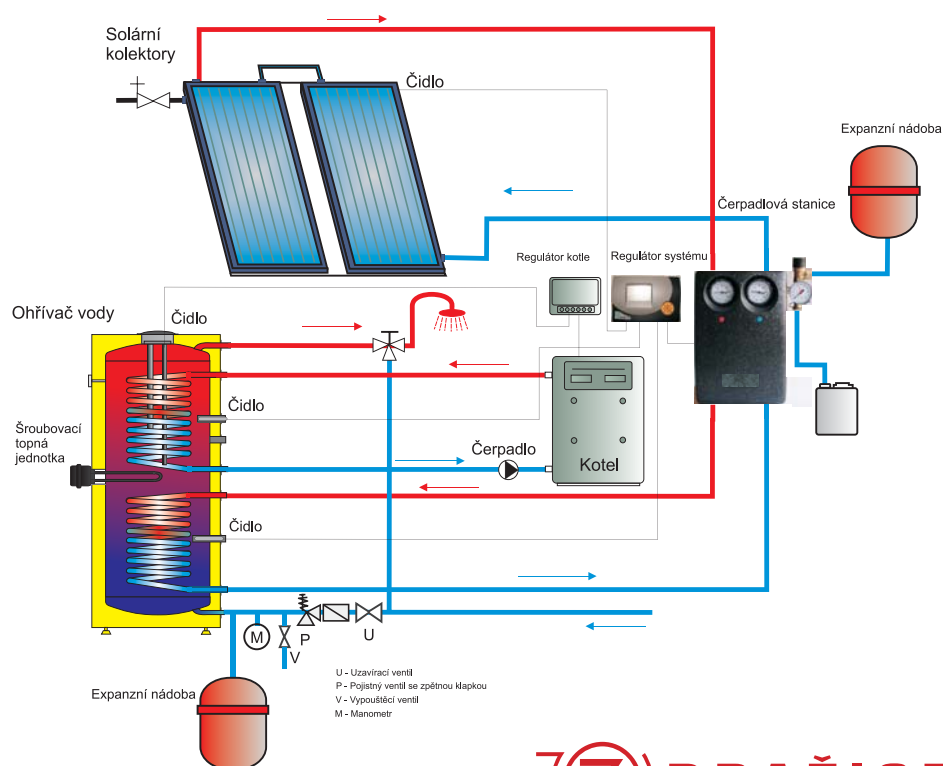 Solární
kolektory
Čidlo
Expanzní nádoba
Čerpadlová stanice
Regulátor kotle
Regulátor systému
Ohřívač vody
Čidlo
Čidlo
Šroubovací
topná
jednotka
Čerpadlo
Kotel
Čidlo
M
P
U
V
U - Uzavírací ventil
P - Pojistný ventil se zpětnou klapkou
V - Vypouštěcí ventil
M - Manometr
Expanzní nádoba